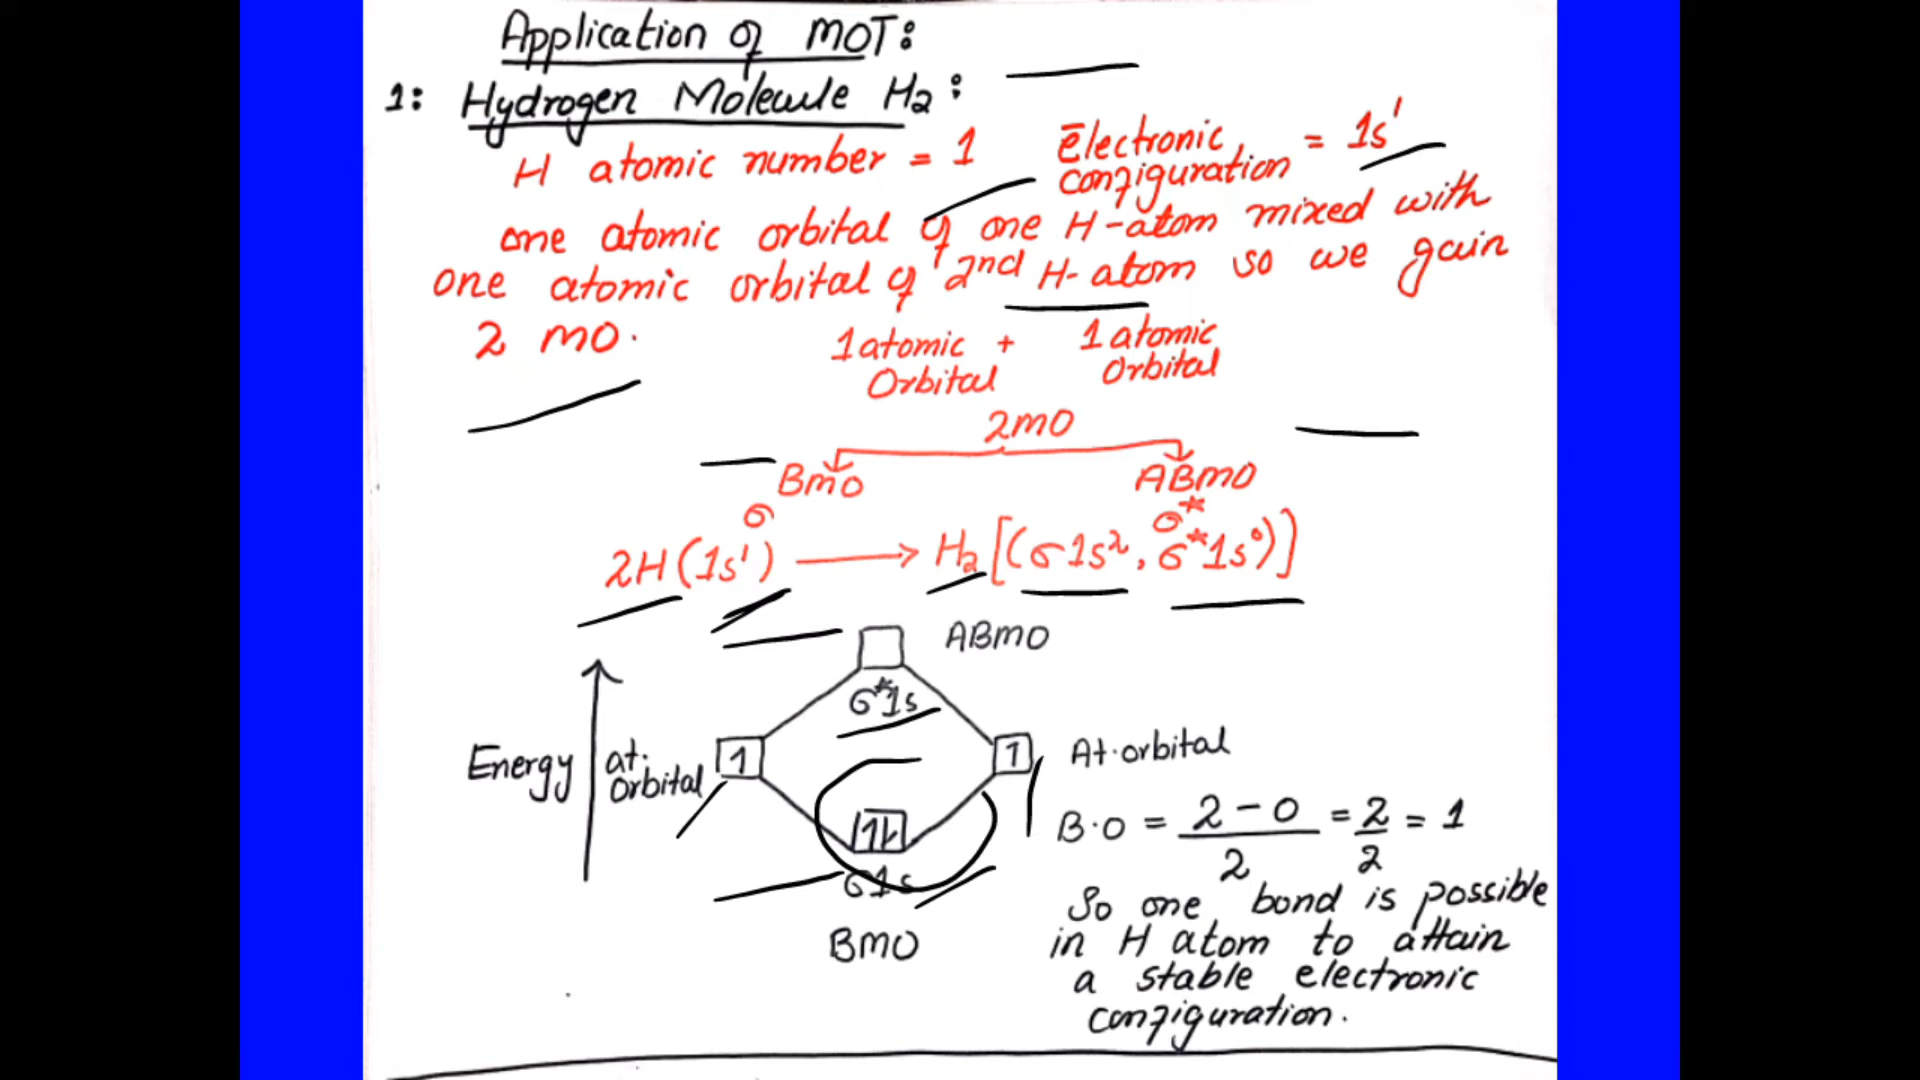 Application of MOT:
1: Hydrogen Molecule H₂:
H atomic number = 1
Electronic configuration = 1s¹
one atomic orbital of one H-atom mixed with
one atomic orbital of 2nd H-atom so we gain
2 MO.
1 atomic Orbital + 1 atomic Orbital
2MO
BMO ABMO
σ σ*
2H(1s¹) → H₂[(σ1s², σ*1s⁰)]
ABMO
σ*1s
Energy
at. Orbital 1
1 At. orbital
1⇂
σ1s
BMO
B.O = 2-0/2 = 2/2 = 1
So one bond is possible
in H atom to attain
a stable electronic
configuration.